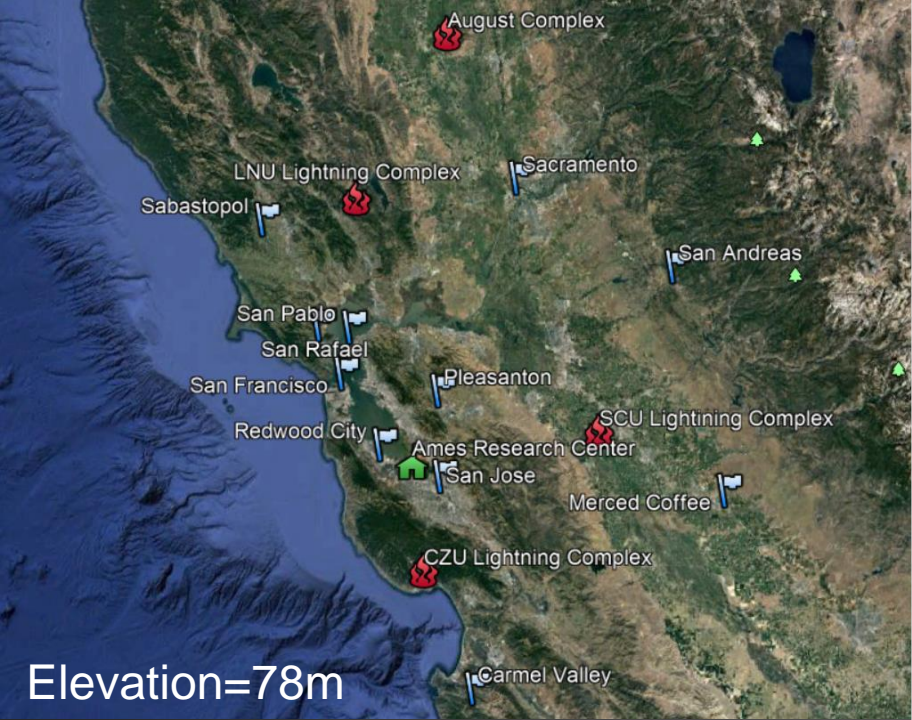 August Complex
Sacramento
LNU Lightning Complex
Sabastopol
San Andreas
San Pablo
San Rafael
Pleasanton
San Francisco
SCU Lightining Complex
Redwood City
Ames Research Center
San Jose
Merced Coffee
CZU Lightning Complex
Carmel Valley
Elevation=78m